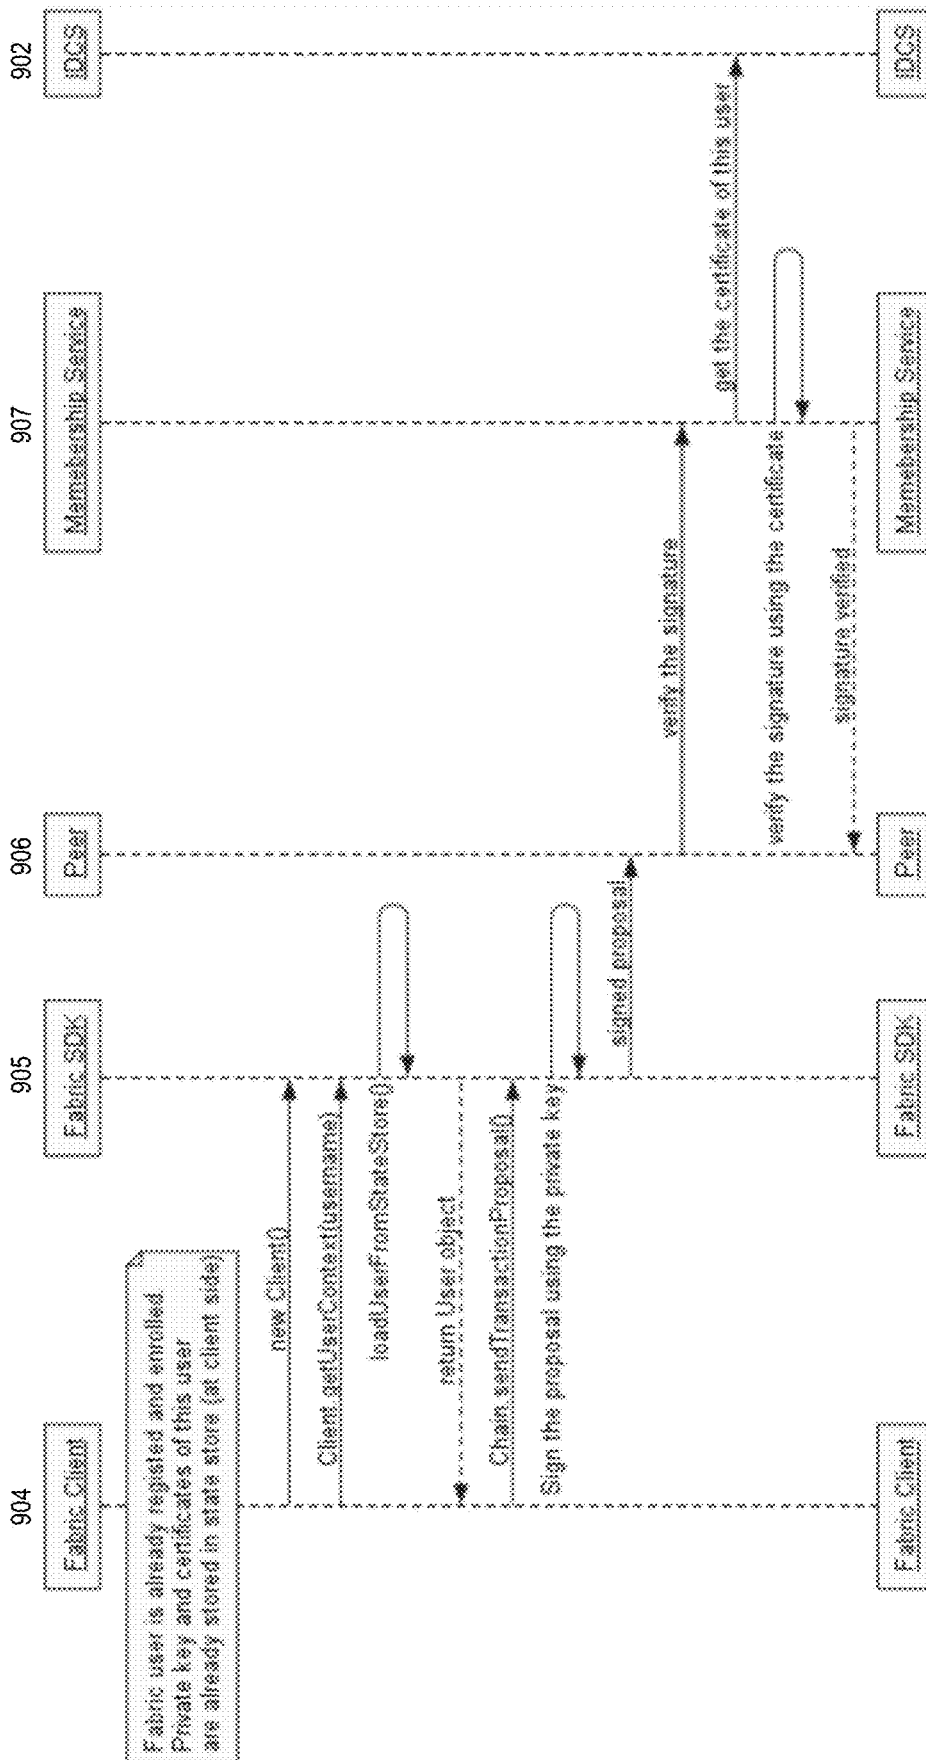 904
905
906
907
902
Fabric Client
Fabric SDK
Peer
Mamebership Service
IDCS
Fabric user is already registered and enrolled
Private key and certificates of this user
are already stored in state store (at client side)
new Client()
Client.getUserContext(username)
loadUserFromStateStore()
return User object
Chain.sendTransactionProposal()
Sign the proposal using the private key
signed proposal
verify the signature
get the certificate of this user
verify the signature using the certificate
signature verified
Fabric Client
Fabric SDK
Peer
Mamebership Service
IDCS